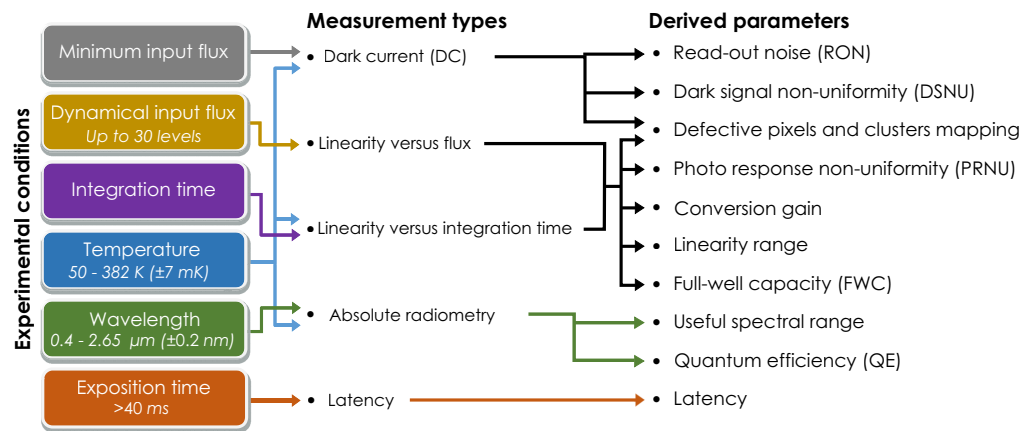 Measurement types
Derived parameters
Experimental conditions
Minimum input flux
Dynamical input flux
Up to 30 levels
Integration time
Temperature
50 - 382 K (±7 mK)
Wavelength
0.4 - 2.65 µm (±0.2 nm)
Exposition time
>40 ms
• Dark current (DC)
• Linearity versus flux
• Linearity versus integration time
• Absolute radiometry
• Latency
• Read-out noise (RON)
• Dark signal non-uniformity (DSNU)
• Defective pixels and clusters mapping
• Photo response non-uniformity (PRNU)
• Conversion gain
• Linearity range
• Full-well capacity (FWC)
• Useful spectral range
• Quantum efficiency (QE)
• Latency